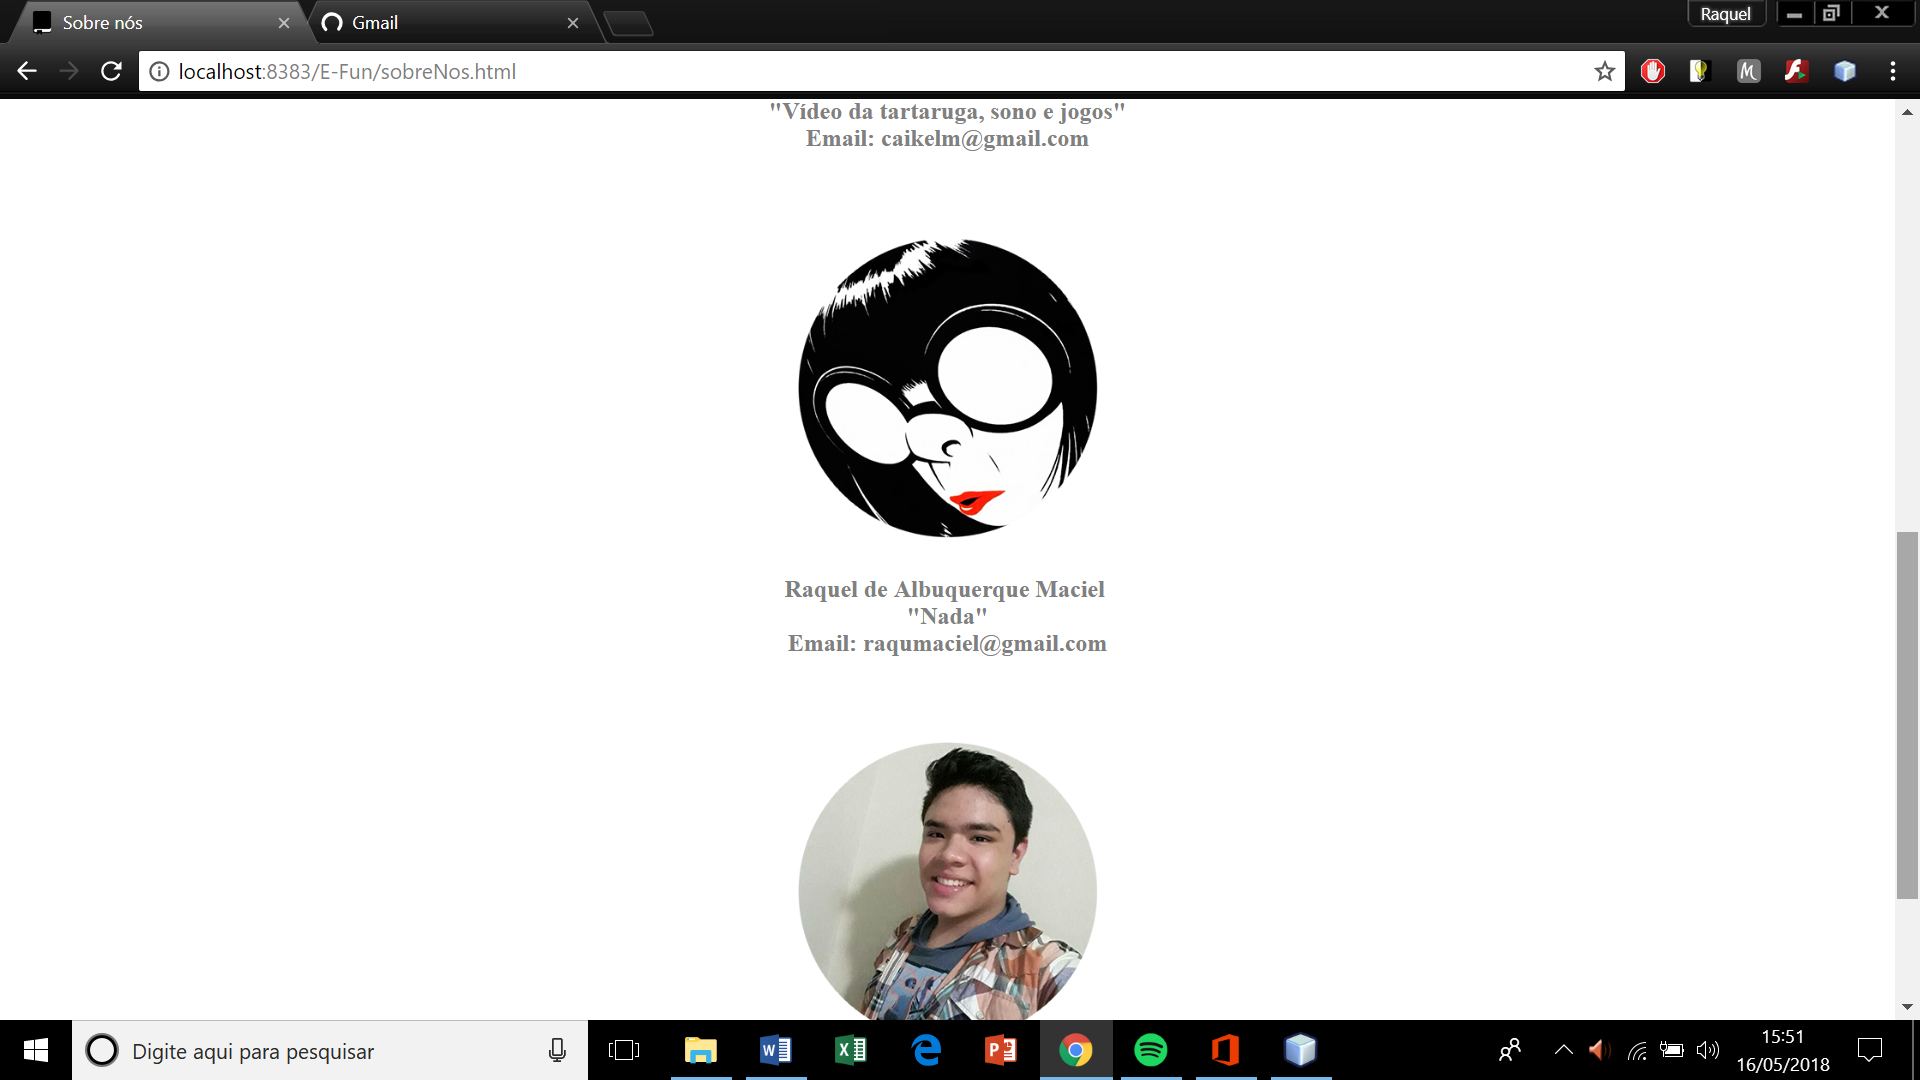 Sobre nós
Gmail
Raquel
localhost:8383/E-Fun/sobreNos.html
"Vídeo da tartaruga, sono e jogos"
Email: caikelm@gmail.com
Raquel de Albuquerque Maciel
"Nada"
Email: raqumaciel@gmail.com
Digite aqui para pesquisar
15:51
16/05/2018